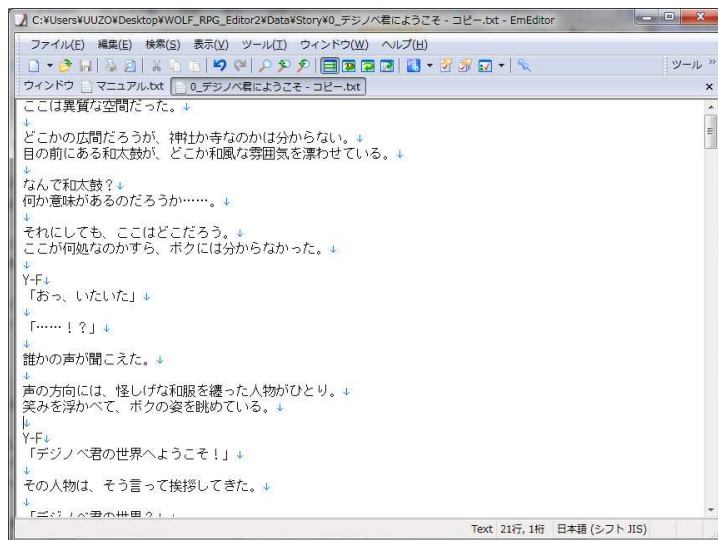 C:¥Users¥UUZO¥Desktop¥WOLF_RPG_Editor2¥Data¥Story¥0_デジノベ君にようこそ - コピー.txt - EmEditor
ファイル(F) 編集(E) 検索(S) 表示(V) ツール(T) ウィンドウ(W) ヘルプ(H)
ツール »
ウィンドウ マニュアル.txt 0_デジノベ君にようこそ - コピー.txt
ここは異質な空間だった。↓
↓
どこかの広間だろうが、神社か寺なのかは分からない。↓
目の前にある和太鼓が、どこか和風な雰囲気を漂わせている。↓
↓
なんで和太鼓?↓
何か意味があるのだろうか……。↓
↓
それにしても、ここはどこだろう。↓
ここが何処なのかすら、ボクには分からなかった。↓
↓
Y-F↓
「おっ、いたいた」↓
↓
「……!?」↓
↓
誰かの声が聞こえた。↓
↓
声の方向には、怪しげな和服を纏った人物がひとり。↓
笑みを浮かべて、ボクの姿を眺めている。↓
↓
Y-F↓
「デジノベ君の世界へようこそ!」↓
↓
その人物は、そう言って挨拶してきた。↓
↓
「デジノベ君の世界?」↓
Text 21行, 1桁 日本語 (シフト JIS)